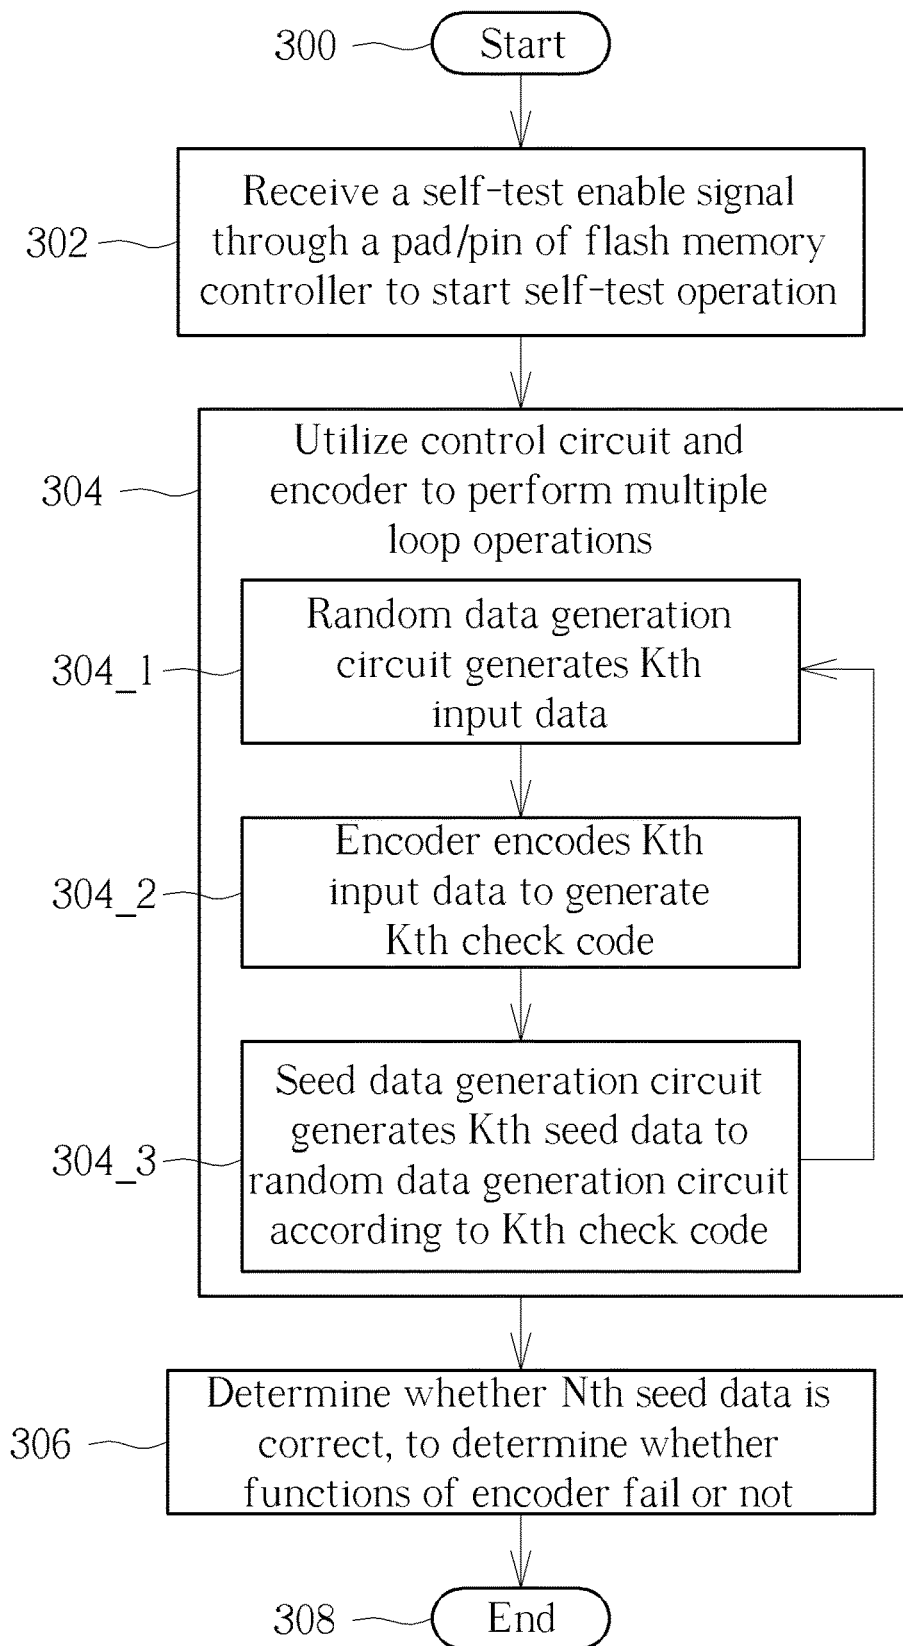 300
Start
Receive a self-test enable signal
302
through a pad/pin of flash memory
controller to start self-test operation
Utilize control circuit and
304
encoder to perform multiple
loop operations
Random data generation
304_1
circuit generates Kth
input data
Encoder encodes Kth
304_2
input data to generate
Kth check code
Seed data generation circuit
generates Kth seed data to
304_3
random data generation circuit
according to Kth check code
Determine whether Nth seed data is
306
correct, to determine whether
functions of encoder fail or not
308
End